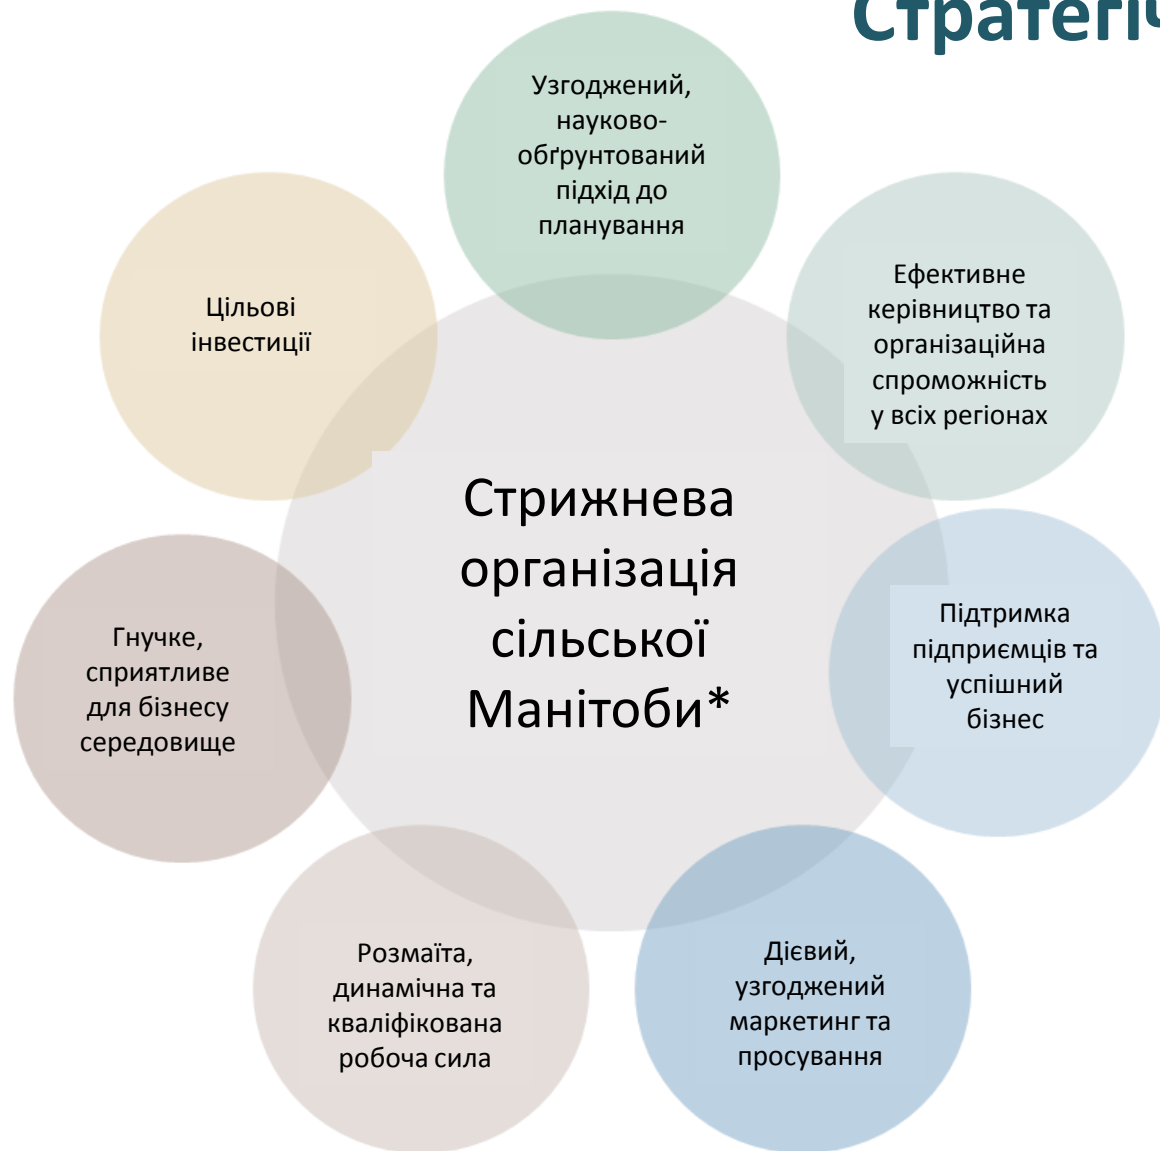 Стратегіч
Узгоджений,
науково-
обґрунтований
підхід до
планування
Ефективне
керівництво та
організаційна
спроможність
у всіх регіонах
Підтримка
підприємців та
успішний
бізнес
Дієвий,
узгоджений
маркетинг та
просування
Розмаїта,
динамічна та
кваліфікована
робоча сила
Гнучке,
сприятливе
для бізнесу
середовище
Цільові
інвестиції
Стрижнева
організація
сільської
Манітоби*